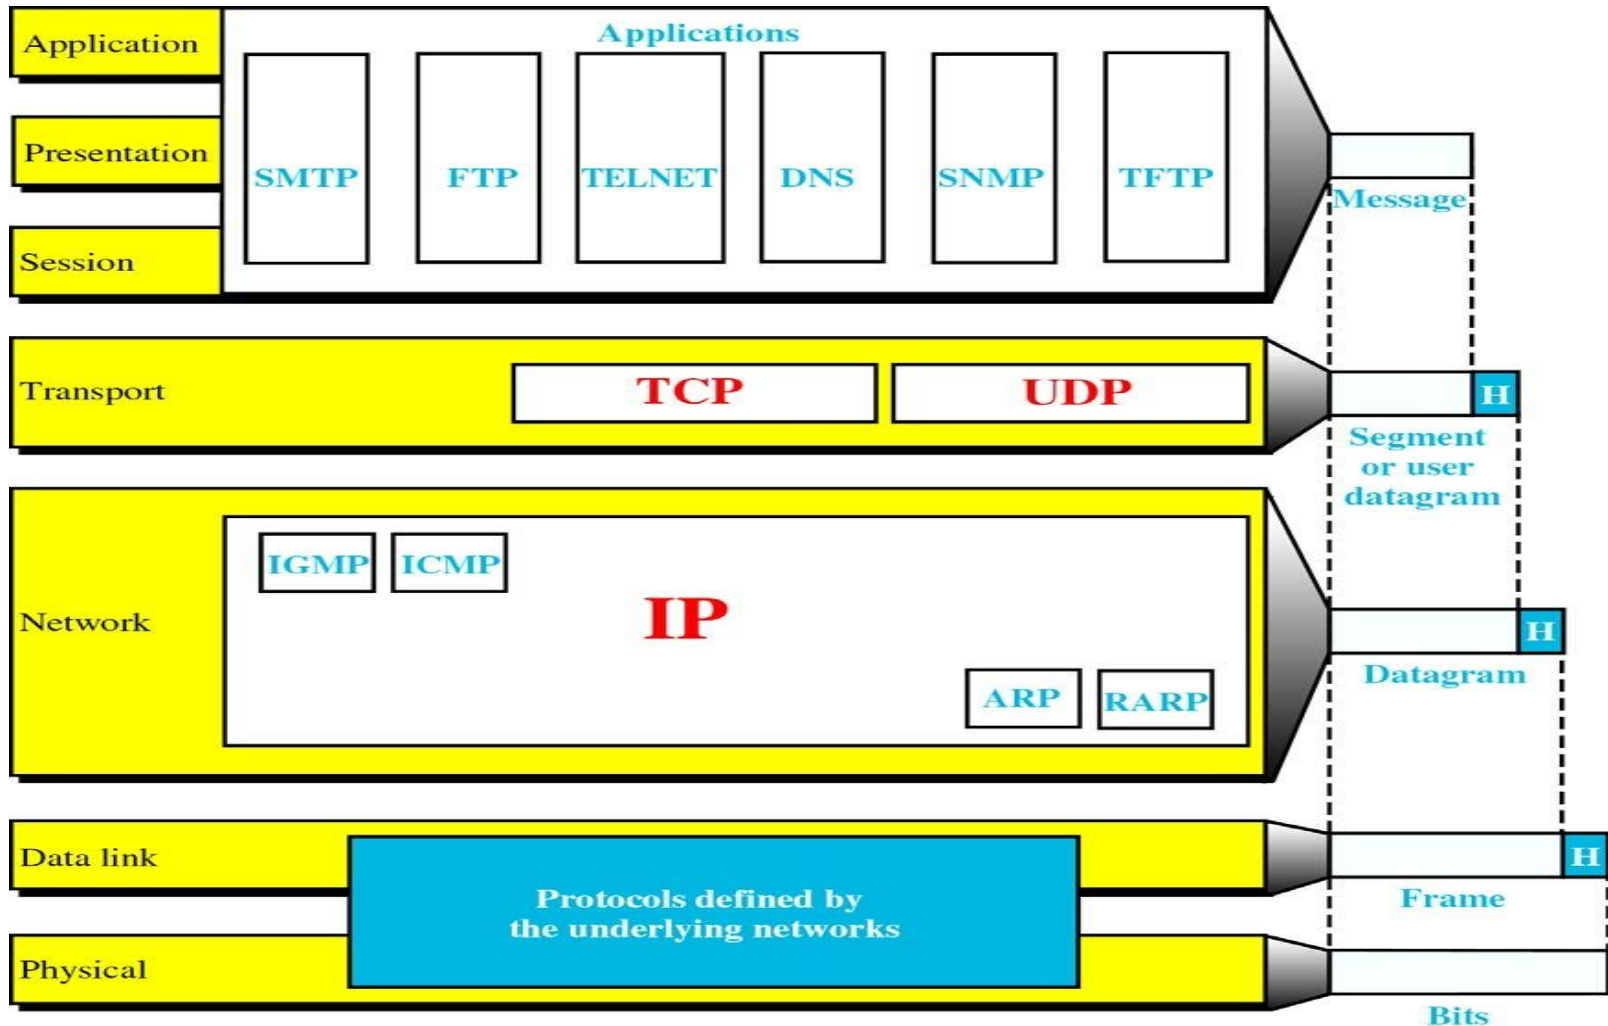 Application
Applications
Presentation
Session
SMTP
FTP
TELNET
DNS
SNMP
TFTP
Message
Transport
TCP
UDP
H
Segment
or user
datagram
Network
IGMP
ICMP
IP
ARP
RARP
H
Datagram
Data link
Protocols defined by
the underlying networks
H
Frame
Physical
Bits